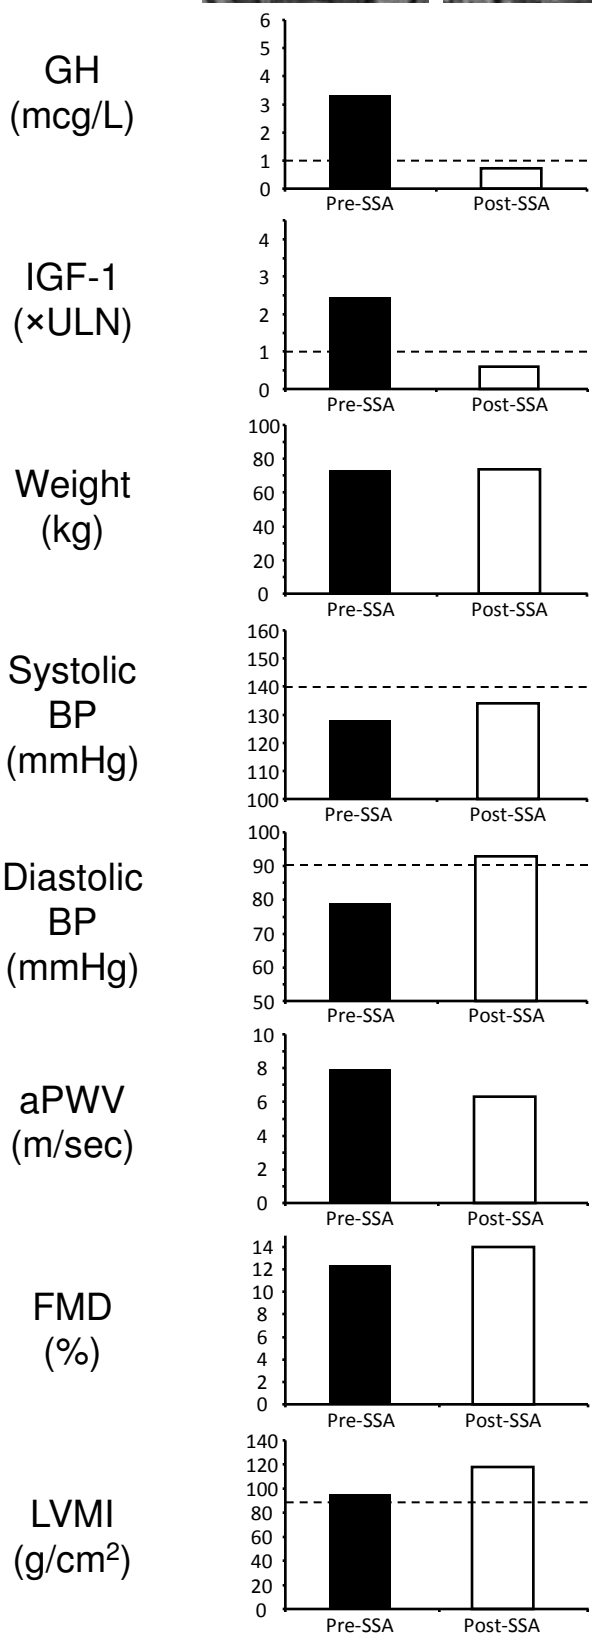 GH
(mcg/L)
6
5
4
3
2
1
0
Pre-SSA Post-SSA
IGF-1
(×ULN)
4
3
2
1
0
Pre-SSA Post-SSA
Weight
(kg)
100
80
60
40
20
0
Pre-SSA Post-SSA
Systolic
BP
(mmHg)
160
150
140
130
120
110
100
Pre-SSA Post-SSA
Diastolic
BP
(mmHg)
100
90
80
70
60
50
Pre-SSA Post-SSA
aPWV
(m/sec)
10
8
6
4
2
0
Pre-SSA Post-SSA
FMD
(%)
14
12
10
8
6
4
2
0
Pre-SSA Post-SSA
LVMI
(g/cm²)
140
120
100
80
60
40
20
0
Pre-SSA Post-SSA